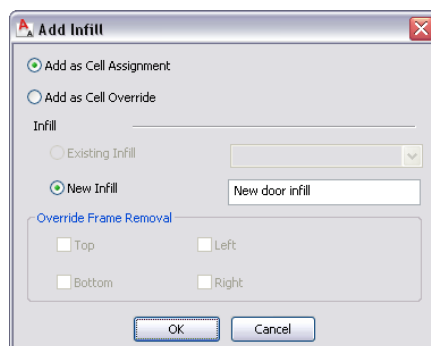 Add Infill
Add as Cell Assignment
Add as Cell Override
Infill
Existing Infill
New Infill New door infill
Override Frame Removal
Top Left
Bottom Right
OK Cancel